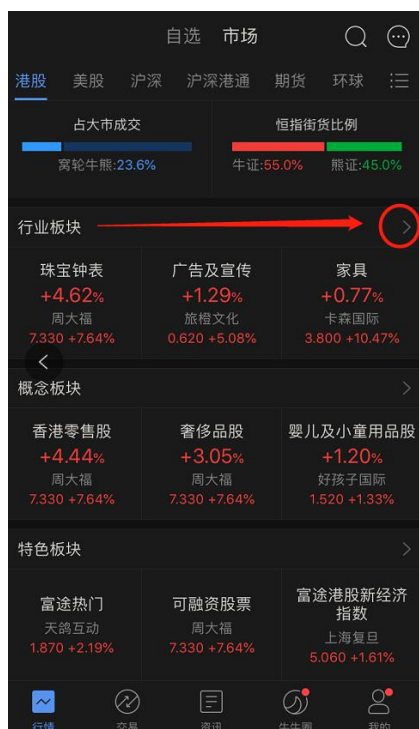 自选 市场
港股 美股 沪深 沪深港通 期货 环球
占大市成交 恒指街货比例
窝轮牛熊:23.6% 牛证:55.0% 熊证:45.0%
行业板块
珠宝钟表 广告及宣传 家具
+4.62% +1.29% +0.77%
周大福 旅橙文化 卡森国际
7.330 +7.64% 0.620 +5.08% 3.800 +10.47%
概念板块
香港零售股 奢侈品股 婴儿及小童用品股
+4.44% +3.05% +1.20%
周大福 周大福 好孩子国际
7.330 +7.64% 7.330 +7.64% 1.520 +1.33%
特色板块
富途热门 可融资股票 富途港股新经济
指数
天鸽互动 周大福 上海复旦
1.870 +2.19% 7.330 +7.64% 5.060 +1.61%
行情 交易 资讯 牛牛圈 我的